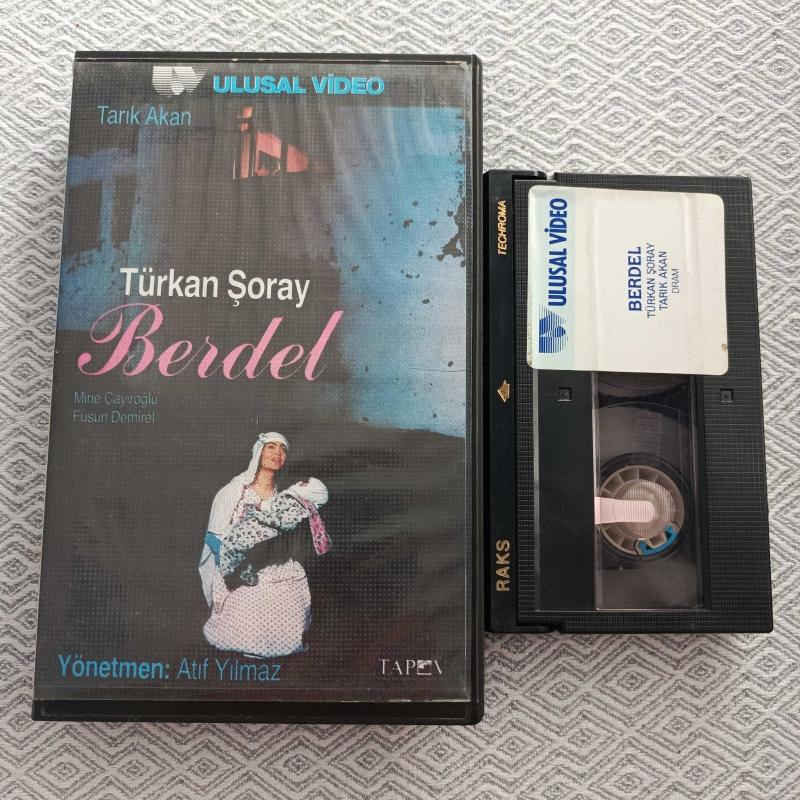 ULUSAL VİDEO
Tarık Akan
Türkan Şoray
Berdel
Mine Çayıroğlu
Füsun Demirel
Yönetmen: Atıf Yılmaz
TECHROMA
RAKS
ULUSAL VİDEO
BERDEL
TÜRKAN ŞORAY
TARIK AKAN
DRAM